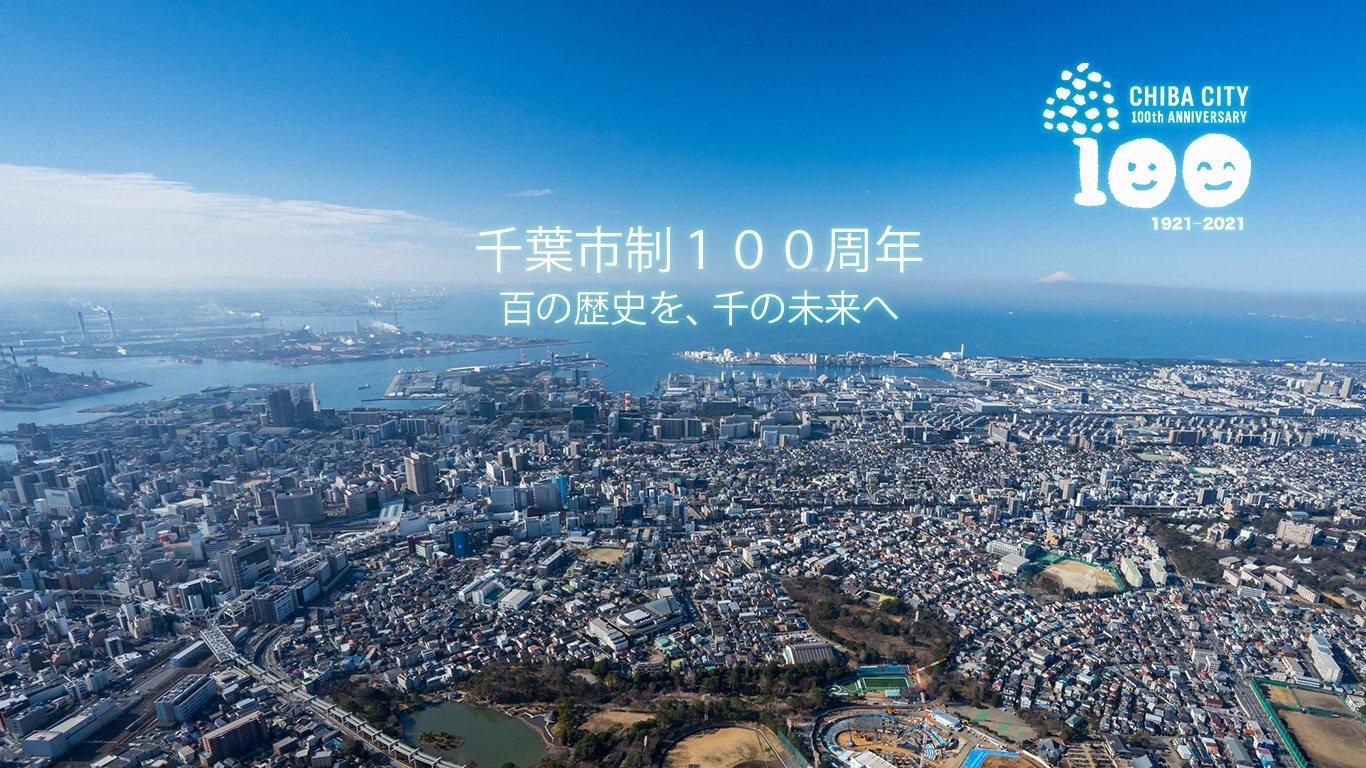 CHIBA CITY
100th ANNIVERSARY
100
1921-2021
千葉市制１００周年
百の歴史を、千の未来へ